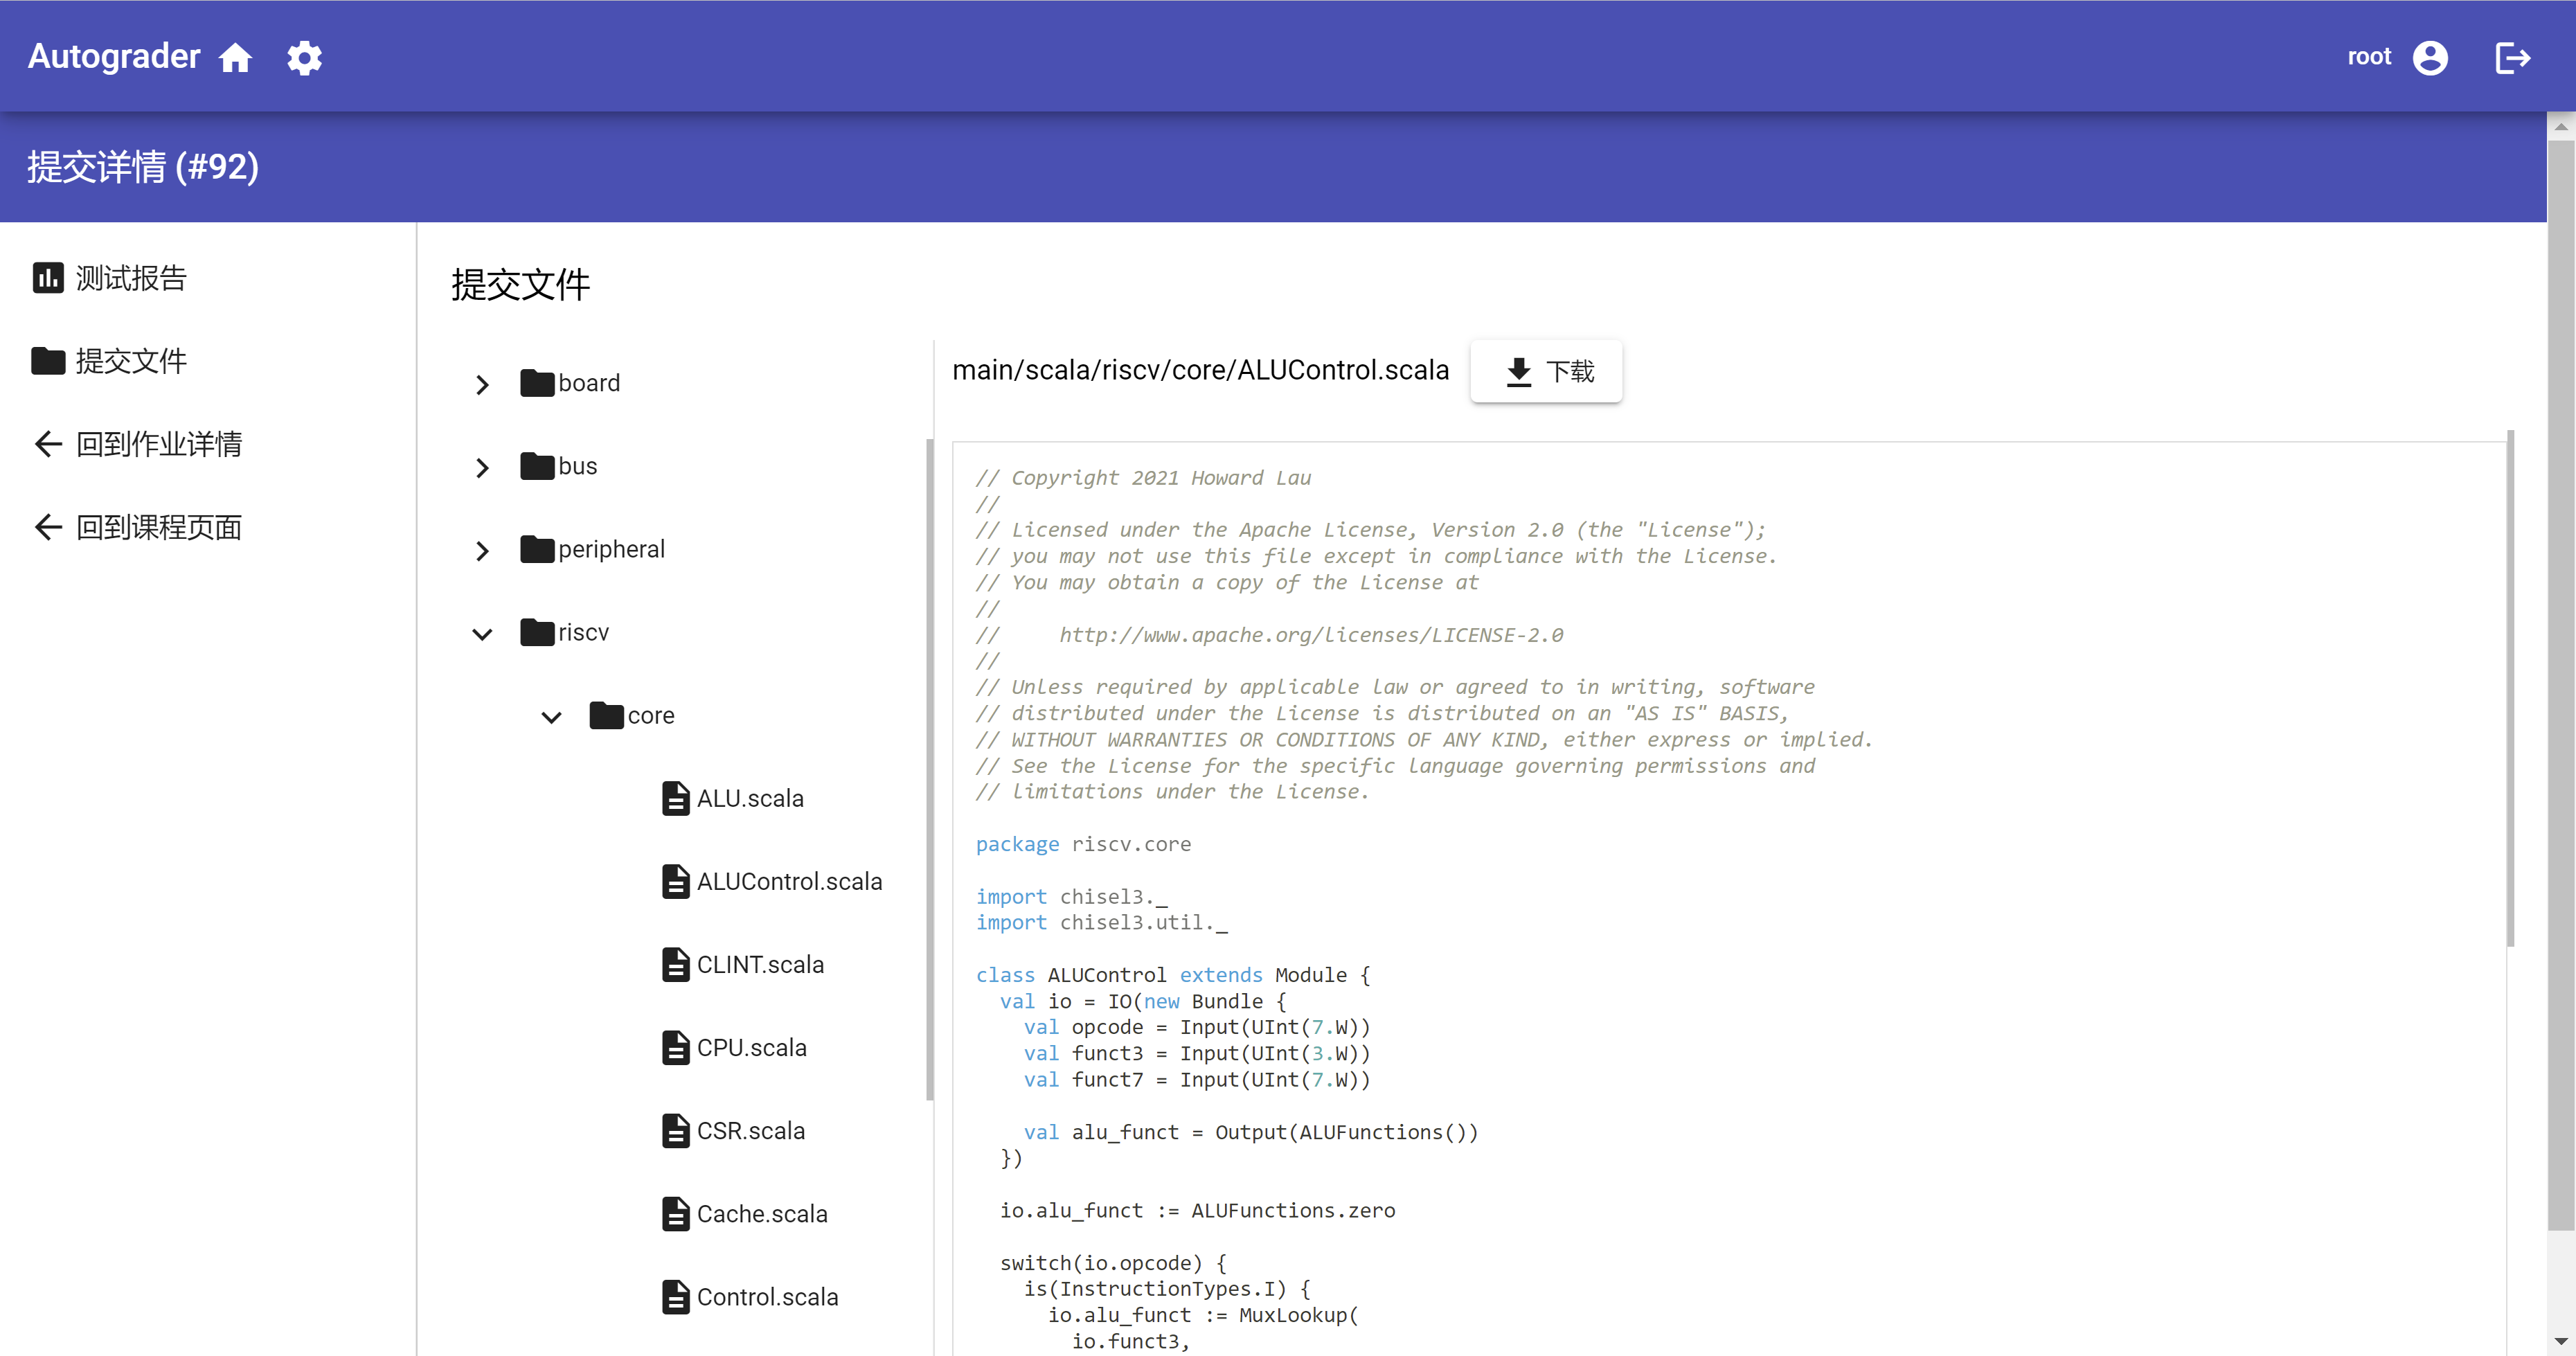 Autograder
root
提交详情 (#92)
测试报告
提交文件
回到作业详情
回到课程页面
提交文件
board
bus
peripheral
riscv
core
ALU.scala
ALUControl.scala
CLINT.scala
CPU.scala
CSR.scala
Cache.scala
Control.scala
main/scala/riscv/core/ALUControl.scala
下载
// Copyright 2021 Howard Lau
//
// Licensed under the Apache License, Version 2.0 (the "License");
// you may not use this file except in compliance with the License.
// You may obtain a copy of the License at
//
//     http://www.apache.org/licenses/LICENSE-2.0
//
// Unless required by applicable law or agreed to in writing, software
// distributed under the License is distributed on an "AS IS" BASIS,
// WITHOUT WARRANTIES OR CONDITIONS OF ANY KIND, either express or implied.
// See the License for the specific language governing permissions and
// limitations under the License.
package riscv.core
import chisel3._
import chisel3.util._
class ALUControl extends Module {
  val io = IO(new Bundle {
    val opcode = Input(UInt(7.W))
    val funct3 = Input(UInt(3.W))
    val funct7 = Input(UInt(7.W))
    val alu_funct = Output(ALUFunctions())
  })
  io.alu_funct := ALUFunctions.zero
  switch(io.opcode) {
    is(InstructionTypes.I) {
      io.alu_funct := MuxLookup(
        io.funct3,